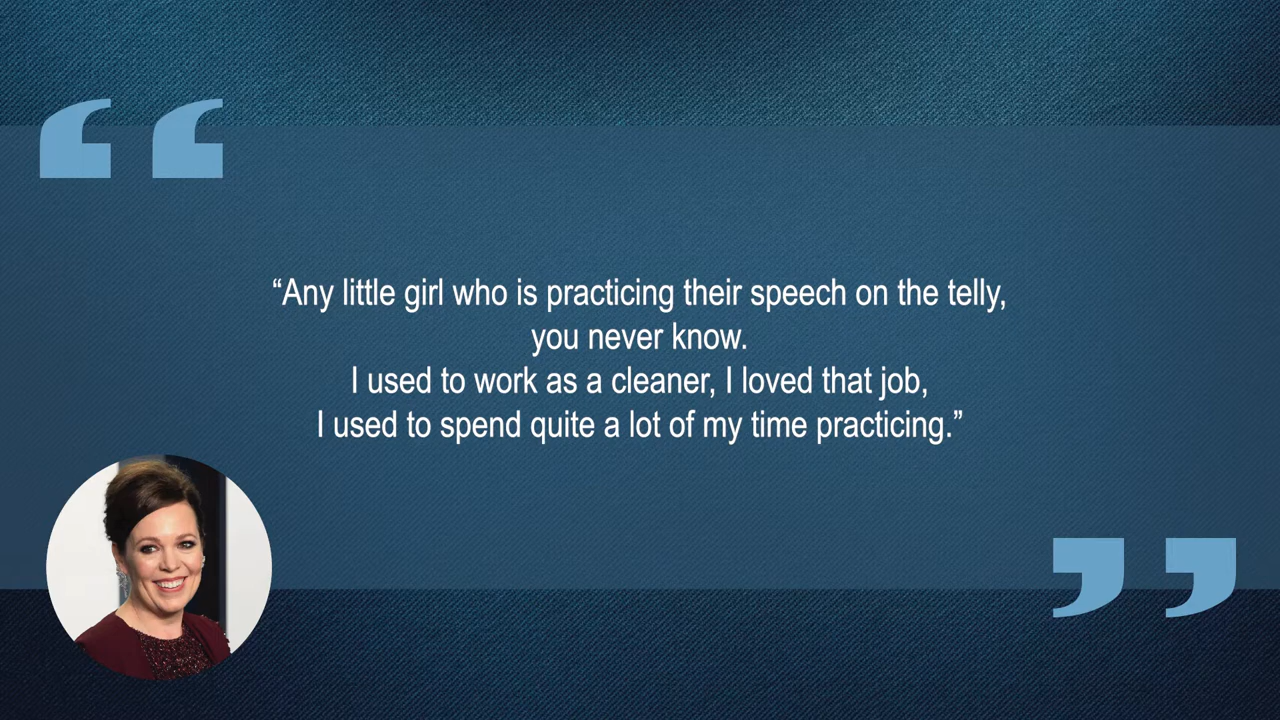 “Any little girl who is practicing their speech on the telly,
you never know.
I used to work as a cleaner, I loved that job,
I used to spend quite a lot of my time practicing.”